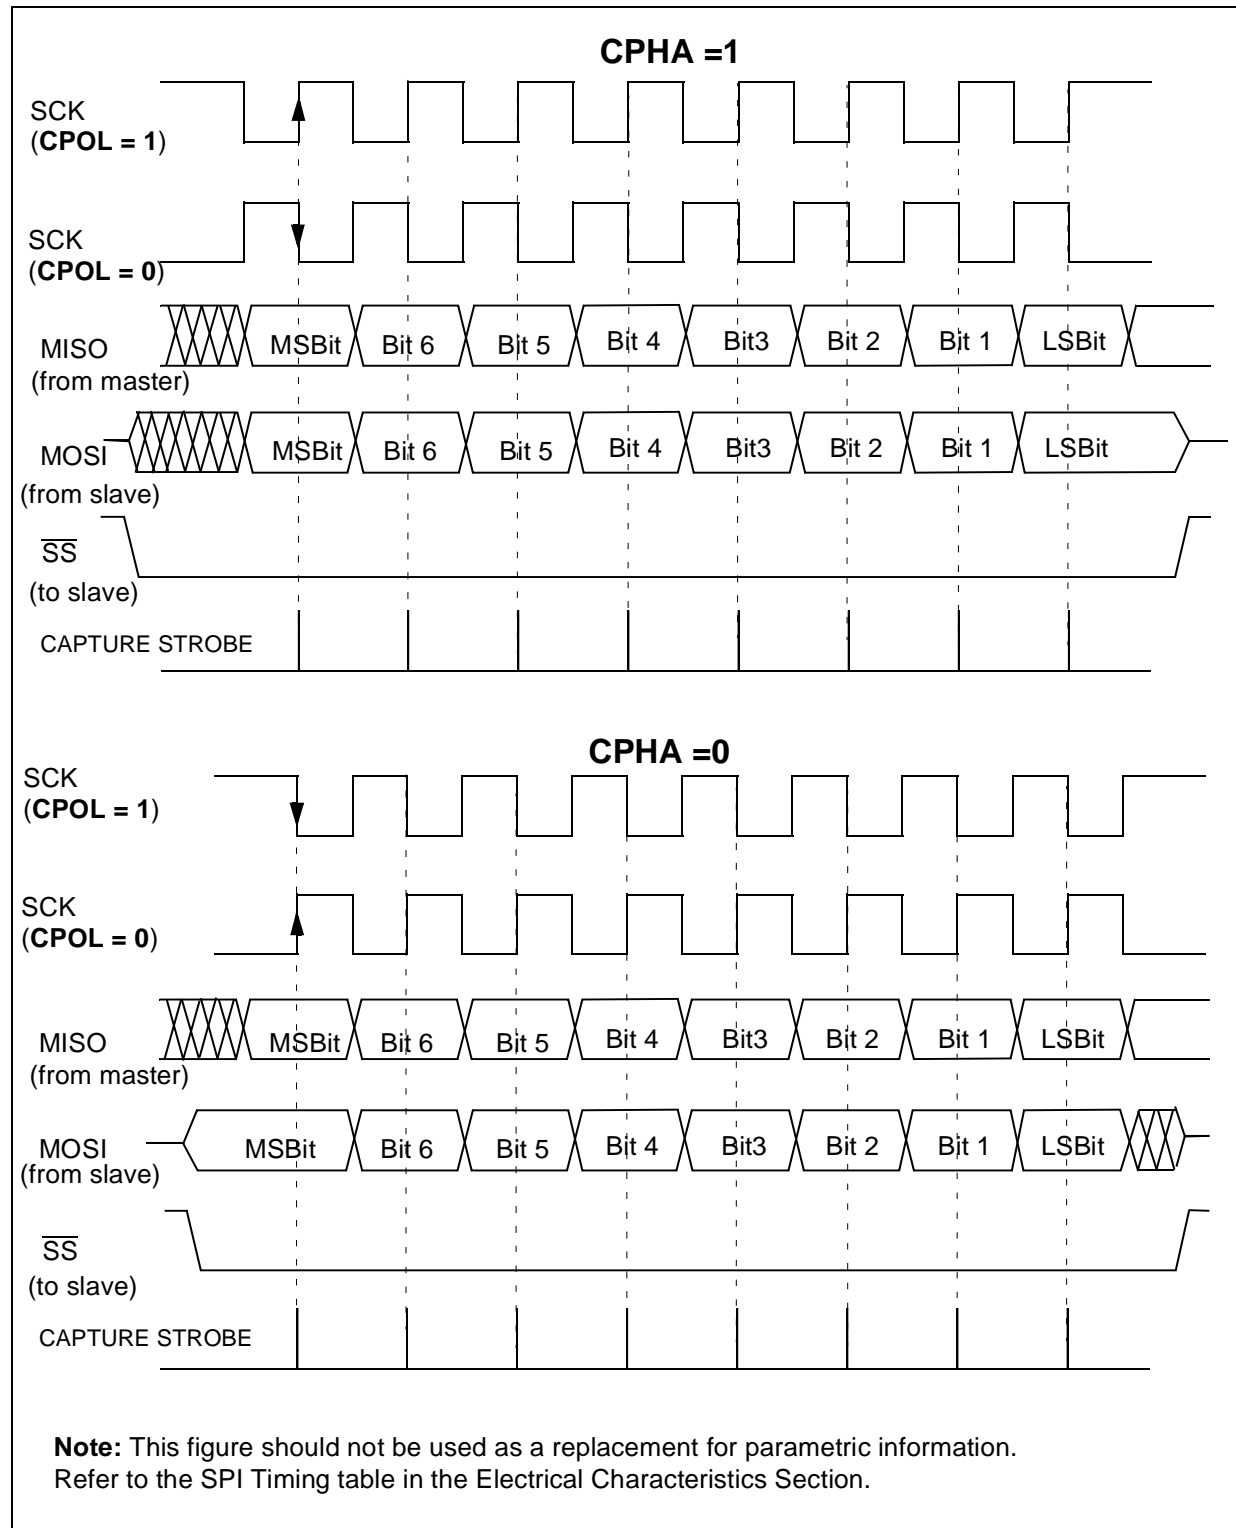 CPHA =1
SCK
(CPOL = 1)
SCK
(CPOL = 0)
MISO
(from master)
MSBit Bit 6 Bit 5 Bit 4 Bit3 Bit 2 Bit 1 LSBit
MOSI
(from slave)
MSBit Bit 6 Bit 5 Bit 4 Bit3 Bit 2 Bit 1 LSBit
SS
(to slave)
CAPTURE STROBE
CPHA =0
SCK
(CPOL = 1)
SCK
(CPOL = 0)
MISO
(from master)
MSBit Bit 6 Bit 5 Bit 4 Bit3 Bit 2 Bit 1 LSBit
MOSI
(from slave)
MSBit Bit 6 Bit 5 Bit 4 Bit3 Bit 2 Bit 1 LSBit
SS
(to slave)
CAPTURE STROBE
Note: This figure should not be used as a replacement for parametric information.
Refer to the SPI Timing table in the Electrical Characteristics Section.